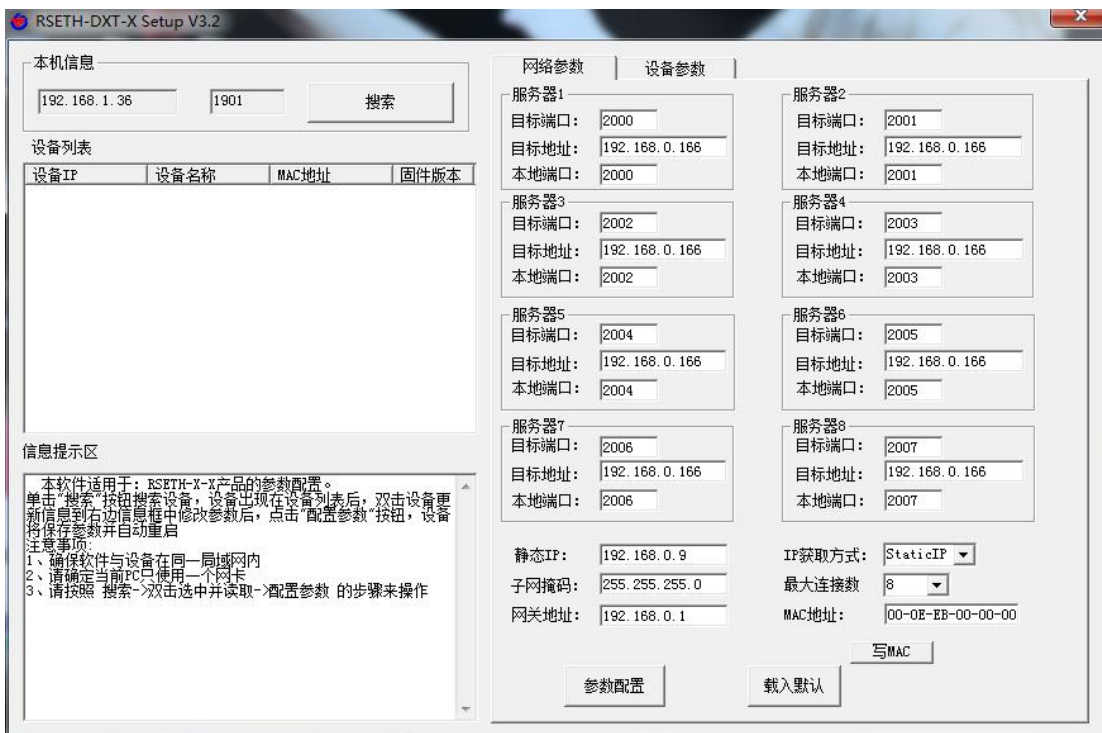 RSETH-DXT-X Setup V3.2
本机信息
192.168.1.36
1901
搜索
设备列表
设备IP 设备名称 MAC地址 固件版本
信息提示区
本软件适用于：RSETH-X-X产品的参数配置。
单击"搜索"按钮搜索设备，设备出现在设备列表后，双击设备更
新信息到右边信息框中修改参数后，点击"配置参数"按钮，设备
将保存参数并自动重启
注意事项:
1、确保软件与设备在同一局域网内
2、请确定当前PC只使用一个网卡
3、请按照 搜索->双击选中并读取->配置参数 的步骤来操作
网络参数 设备参数
服务器1
目标端口： 2000
目标地址： 192.168.0.166
本地端口： 2000
服务器2
目标端口： 2001
目标地址： 192.168.0.166
本地端口： 2001
服务器3
目标端口： 2002
目标地址： 192.168.0.166
本地端口： 2002
服务器4
目标端口： 2003
目标地址： 192.168.0.166
本地端口： 2003
服务器5
目标端口： 2004
目标地址： 192.168.0.166
本地端口： 2004
服务器6
目标端口： 2005
目标地址： 192.168.0.166
本地端口： 2005
服务器7
目标端口： 2006
目标地址： 192.168.0.166
本地端口： 2006
服务器8
目标端口： 2007
目标地址： 192.168.0.166
本地端口： 2007
静态IP： 192.168.0.9
IP获取方式： StaticIP
子网掩码： 255.255.255.0
最大连接数 8
网关地址： 192.168.0.1
MAC地址： 00-0E-EB-00-00-00
写MAC
参数配置
载入默认